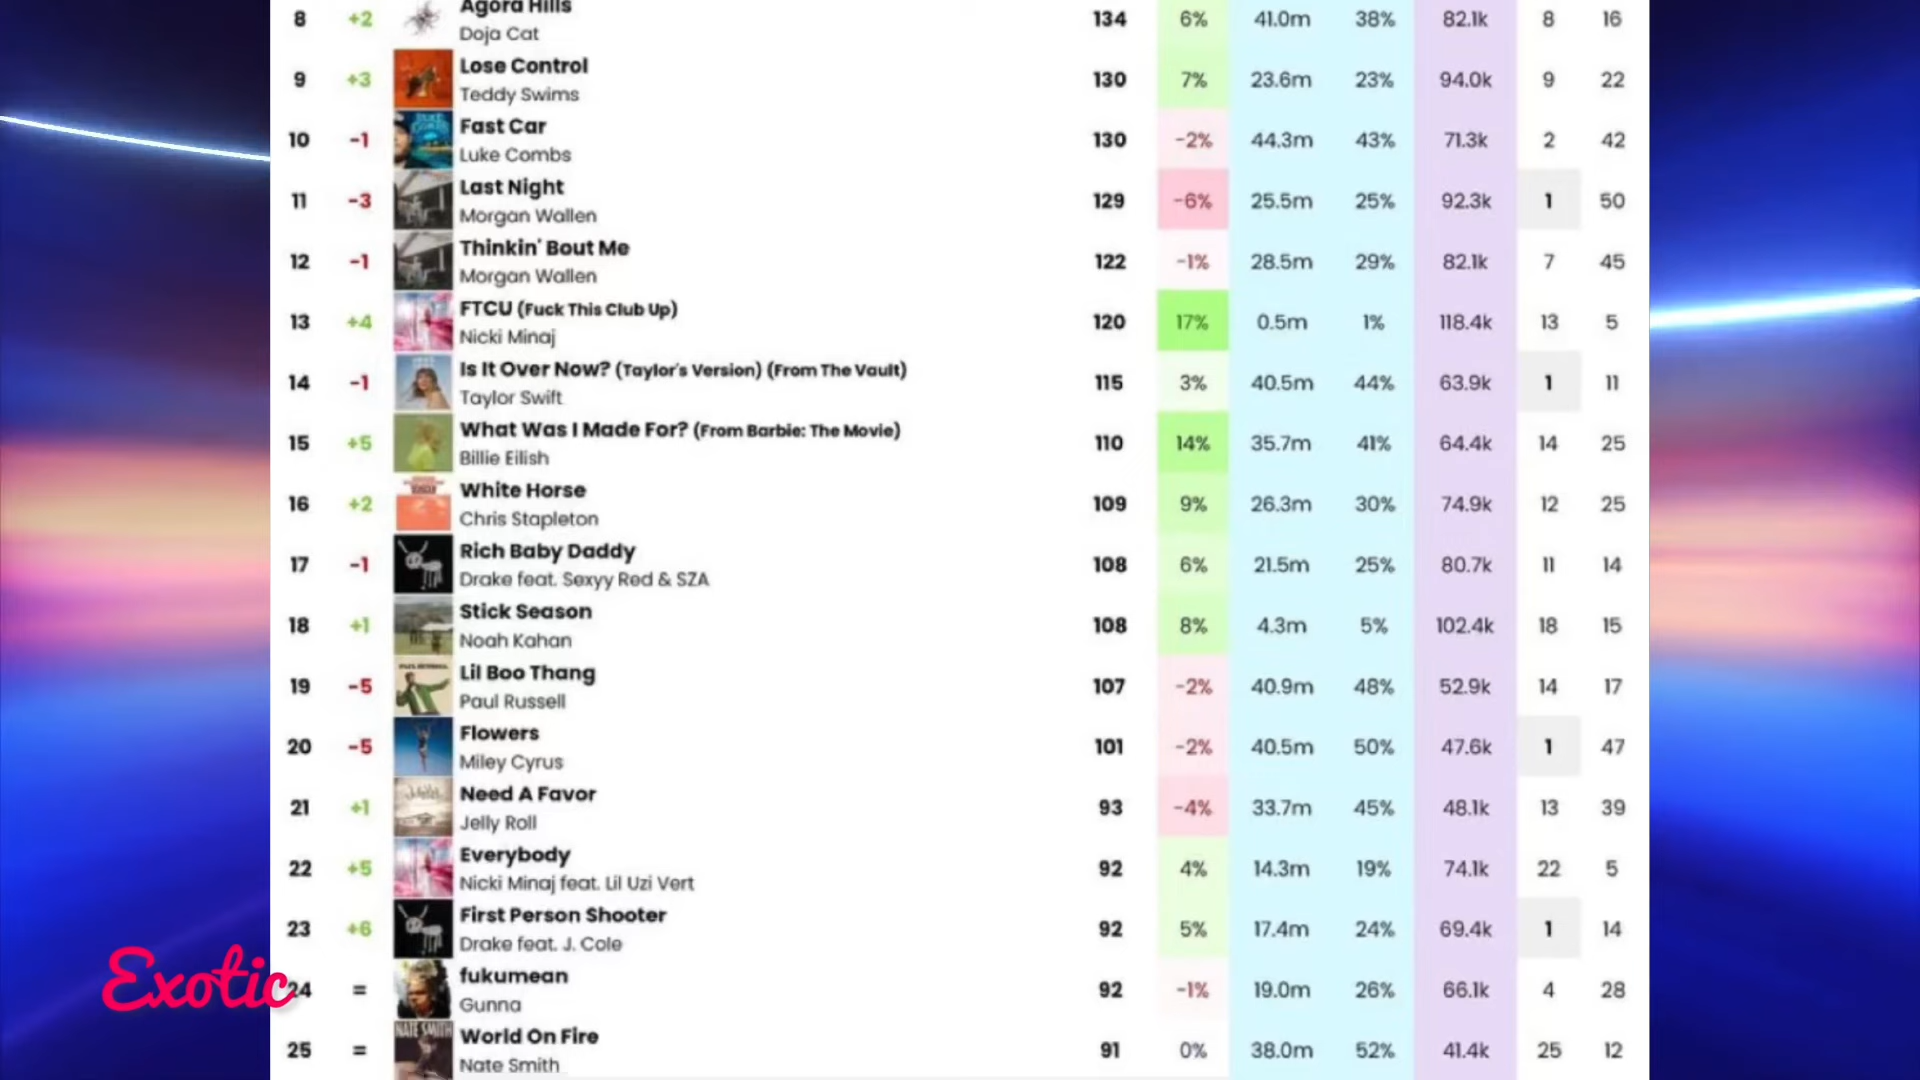 8 +2 Agora Hills 134 6% 41.0m 38% 82.1k 8 16
Doja Cat
9 +3 Lose Control 130 7% 23.6m 23% 94.0k 9 22
Teddy Swims
10 -1 Fast Car 130 -2% 44.3m 43% 71.3k 2 42
Luke Combs
11 -3 Last Night 129 -6% 25.5m 25% 92.3k 1 50
Morgan Wallen
12 -1 Thinkin' Bout Me 122 -1% 28.5m 29% 82.1k 7 45
Morgan Wallen
13 +4 FTCU (Fuck This Club Up) 120 17% 0.5m 1% 118.4k 13 5
Nicki Minaj
14 -1 Is It Over Now? (Taylor's Version) (From The Vault) 115 3% 40.5m 44% 63.9k 1 11
Taylor Swift
15 +5 What Was I Made For? (From Barbie: The Movie) 110 14% 35.7m 41% 64.4k 14 25
Billie Eilish
16 +2 White Horse 109 9% 26.3m 30% 74.9k 12 25
Chris Stapleton
17 -1 Rich Baby Daddy 108 6% 21.5m 25% 80.7k 11 14
Drake feat. Sexyy Red & SZA
18 +1 Stick Season 108 8% 4.3m 5% 102.4k 18 15
Noah Kahan
19 -5 Lil Boo Thang 107 -2% 40.9m 48% 52.9k 14 17
Paul Russell
20 -5 Flowers 101 -2% 40.5m 50% 47.6k 1 47
Miley Cyrus
21 +1 Need A Favor 93 -4% 33.7m 45% 48.1k 13 39
Jelly Roll
22 +5 Everybody 92 4% 14.3m 19% 74.1k 22 5
Nicki Minaj feat. Lil Uzi Vert
23 +6 First Person Shooter 92 5% 17.4m 24% 69.4k 1 14
Drake feat. J. Cole
Exotic
24 = fukumean 92 -1% 19.0m 26% 66.1k 4 28
Gunna
NATE SMITH
25 = World On Fire 91 0% 38.0m 52% 41.4k 25 12
Nate Smith